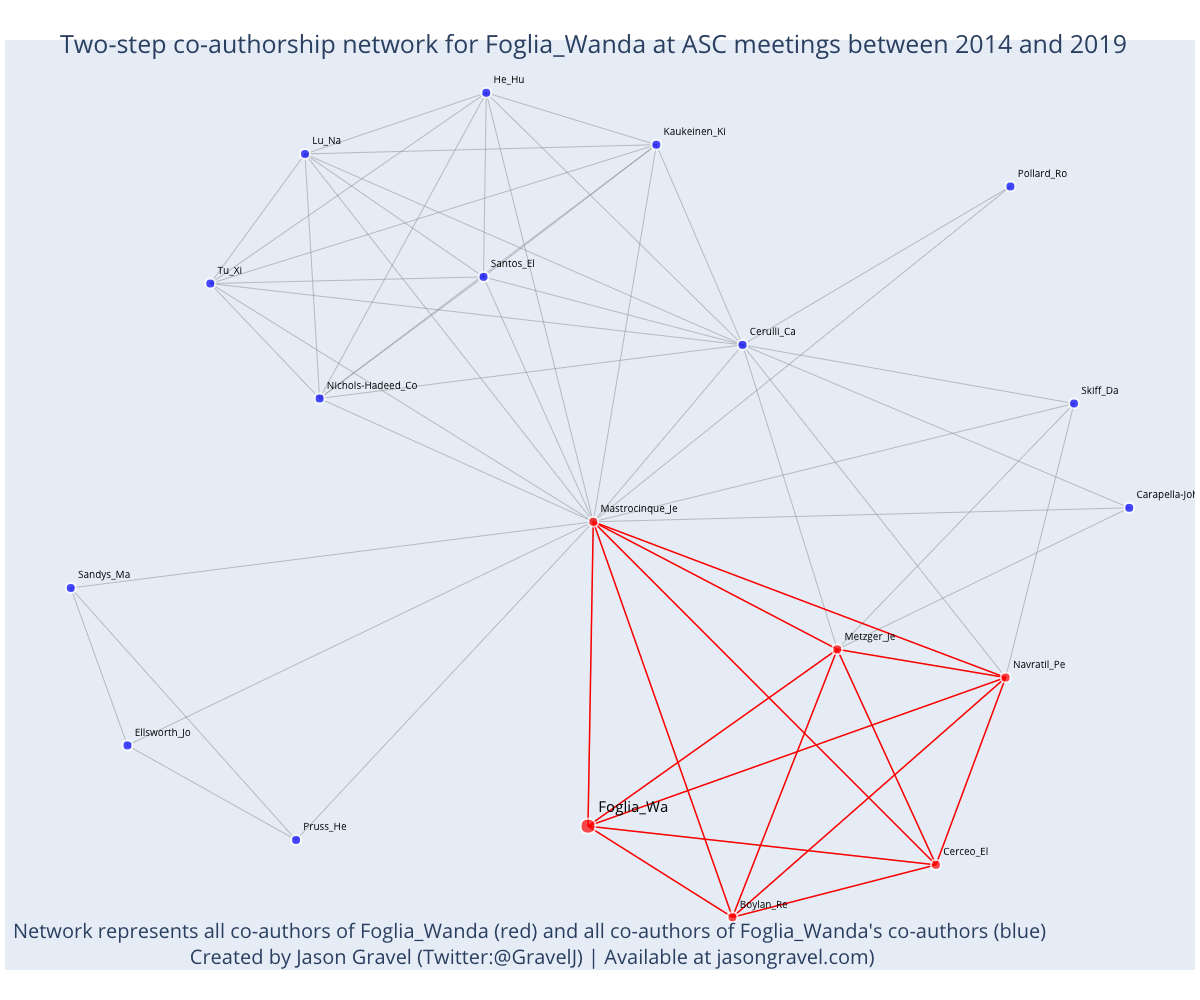 Two-step co-authorship network for Foglia_Wanda at ASC meetings between 2014 and 2019
He_Hu
Kaukeinen_Ki
Lu_Na
Pollard_Ro
Santos_El
Tu_Xi
Cerulli_Ca
Nichols-Hadeed_Co
Skiff_Da
Carapella-Joh
Mastrocinque_Je
Sandys_Ma
Metzger_Je
Navratil_Pe
Ellsworth_Jo
Foglia_Wa
Pruss_He
Cerceo_El
Boylan_Re
Network represents all co-authors of Foglia_Wanda (red) and all co-authors of Foglia_Wanda's co-authors (blue)
Created by Jason Gravel (Twitter:@GravelJ) | Available at jasongravel.com)